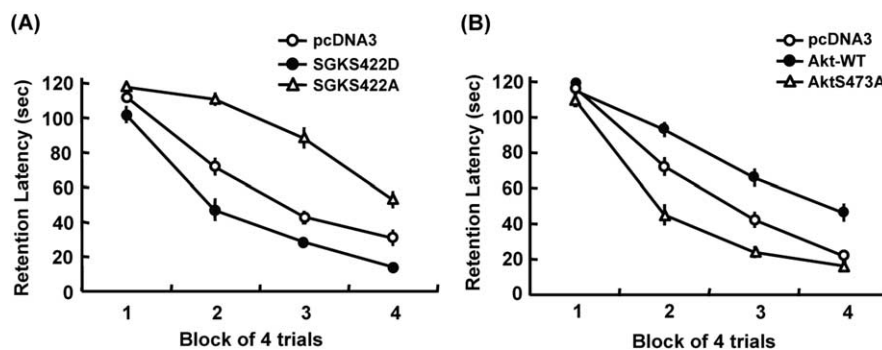 (A)
pcDNA3
SGKS422D
SGKS422A
Retention Latency (sec)
120
100
80
60
40
20
0
1 2 3 4
Block of 4 trials
(B)
pcDNA3
Akt-WT
AktS473A
Retention Latency (sec)
120
100
80
60
40
20
0
1 2 3 4
Block of 4 trials